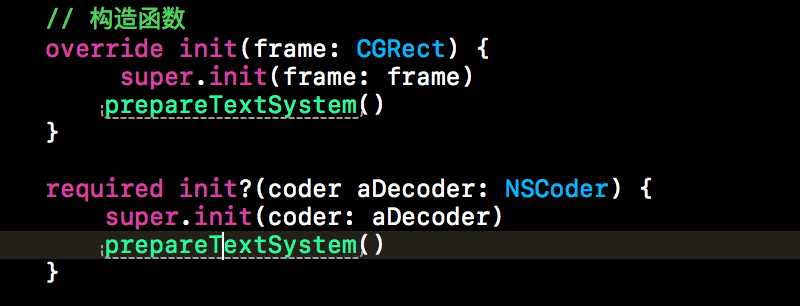 // 构造函数
override init(frame: CGRect) {
super.init(frame: frame)
prepareTextSystem()
}
required init?(coder aDecoder: NSCoder) {
super.init(coder: aDecoder)
prepareTextSystem()
}